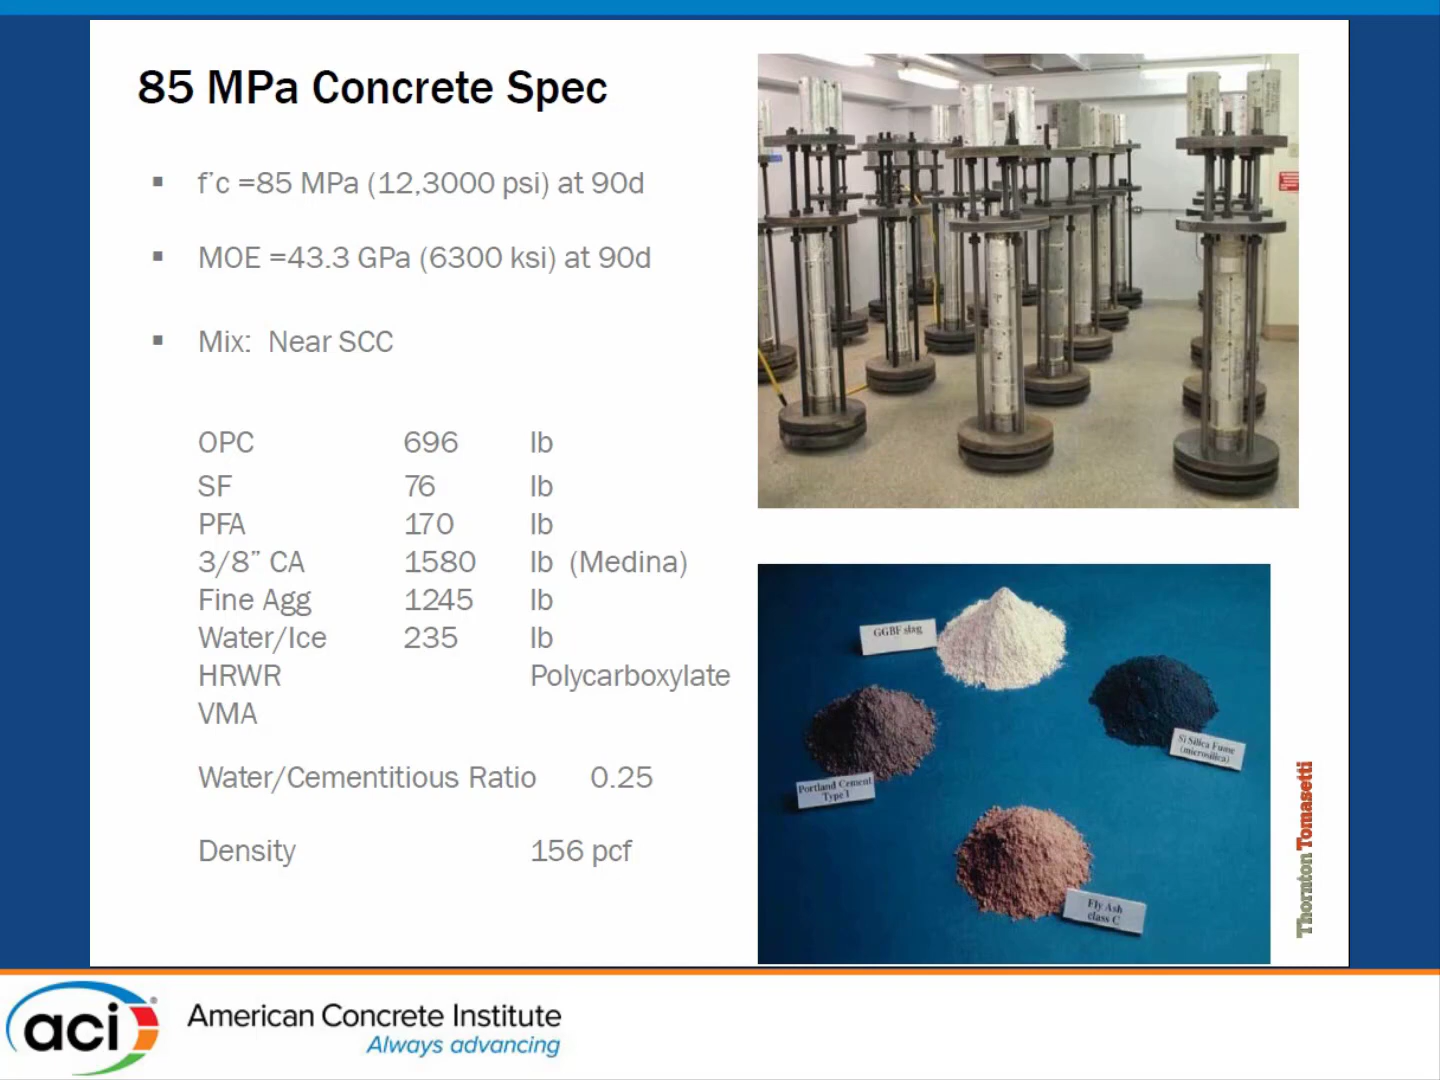 85 MPa Concrete Spec
▪ f'c =85 MPa (12,3000 psi) at 90d
▪ MOE =43.3 GPa (6300 ksi) at 90d
▪ Mix: Near SCC
OPC 696 lb
SF 76 lb
PFA 170 lb
3/8” CA 1580 lb (Medina)
Fine Agg 1245 lb
Water/Ice 235 lb
HRWR Polycarboxylate
VMA
Water/Cementitious Ratio 0.25
Density 156 pcf
GGBF slag
Si Silica Fume
(microsilica)
Portland Cement
Type I
Fly Ash
class C
Thornton Tomasetti
aci
American Concrete Institute
Always advancing